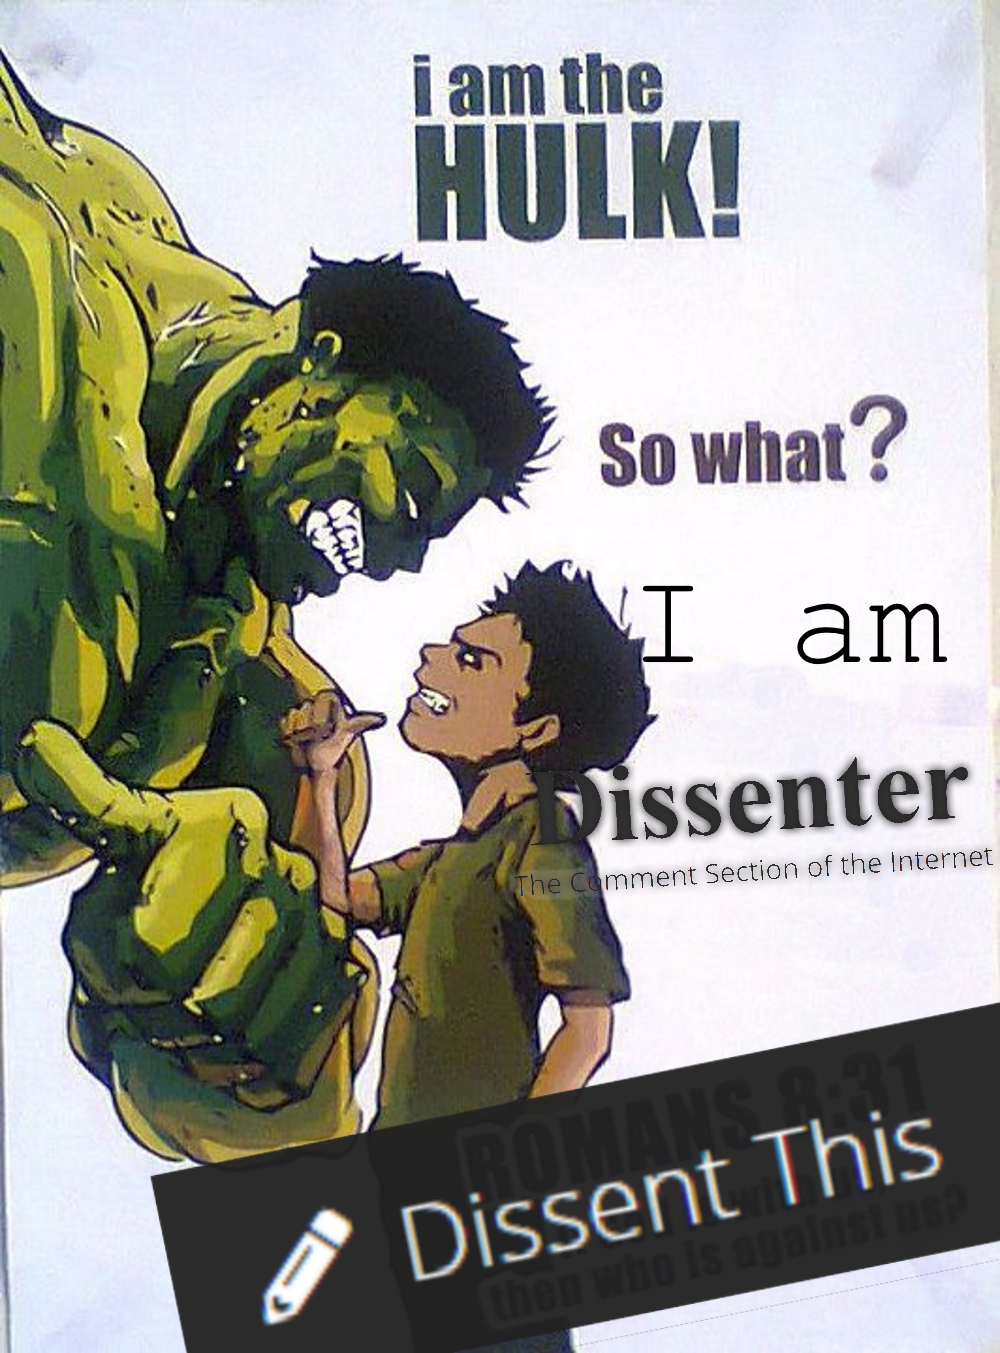 i am the
HULK!
So what?
I am
Dissenter
The Comment Section of the Internet
ROMANS 8:31
Dissent This
then who is against us?